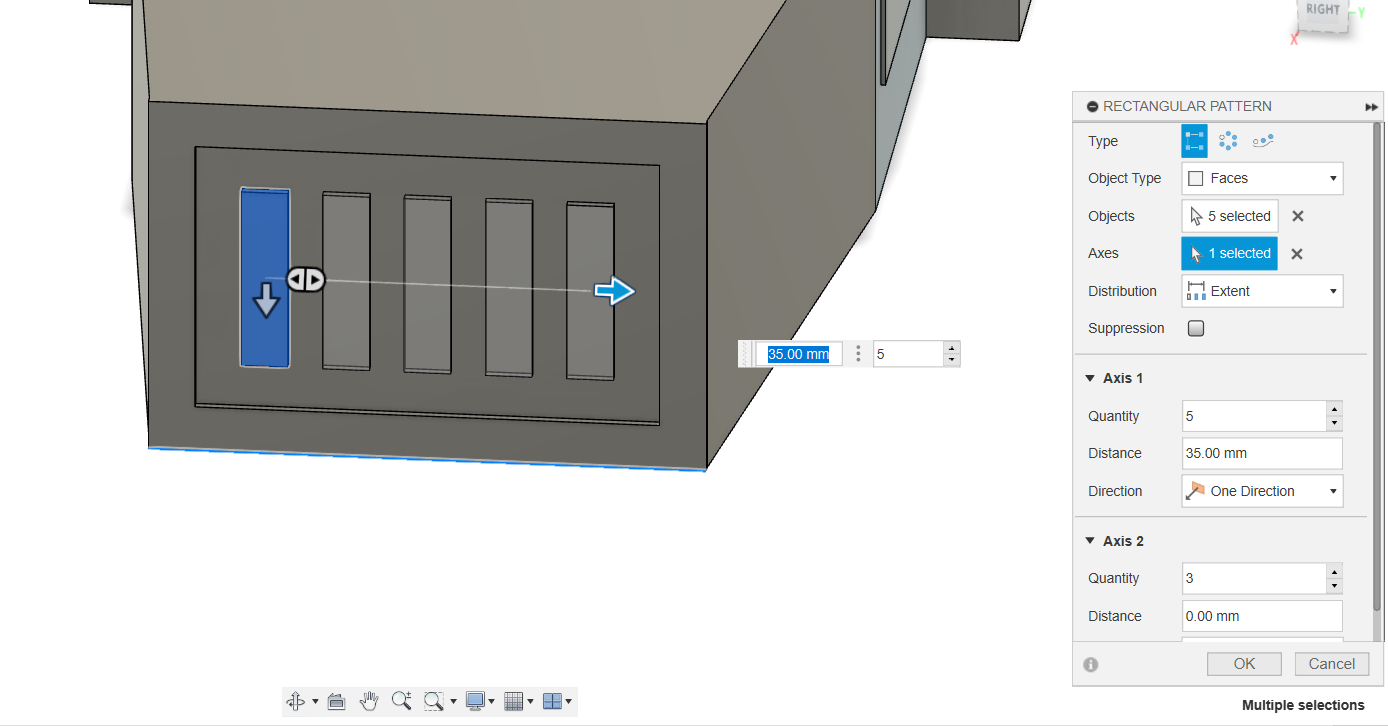 RIGHT
Y
X
RECTANGULAR PATTERN
Type
Object Type Faces
Objects 5 selected
Axes 1 selected
Distribution Extent
Suppression
35.00 mm 5
Axis 1
Quantity 5
Distance 35.00 mm
Direction One Direction
Axis 2
Quantity 3
Distance 0.00 mm
OK Cancel
Multiple selections